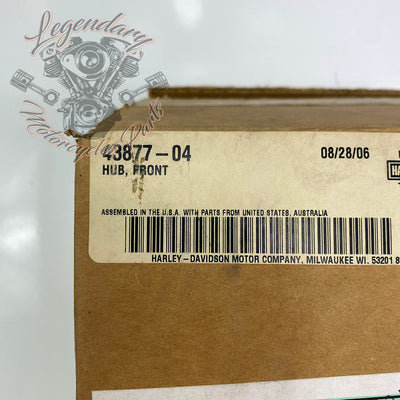 Legendary
Motorcycle Parts
43877-04
08/28/06
HUB, FRONT
ASSEMBLED IN THE U.S.A. WITH PARTS FROM UNITED STATES, AUSTRALIA
HARLEY-DAVIDSON MOTOR COMPANY, MILWAUKEE WI. 53201